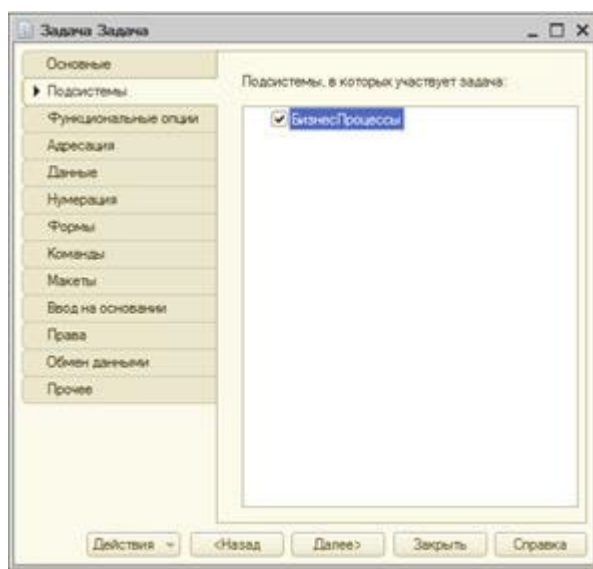 Задача Задача
Основные
Подсистемы
Функциональные опции
Адресация
Данные
Нумерация
Формы
Команды
Макеты
Ввод на основании
Права
Обмен данными
Прочее
Подсистемы, в которых участвует задача:
БизнесПроцессы
Действия
<Назад
Далее>
Закрыть
Справка